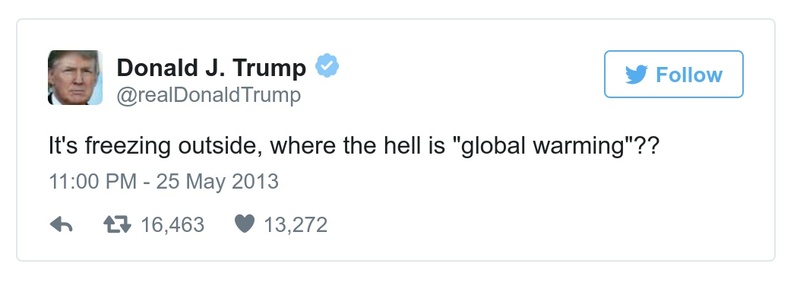 Donald J. Trump
@realDonaldTrump
Follow
It's freezing outside, where the hell is "global warming"??
11:00 PM - 25 May 2013
16,463 13,272